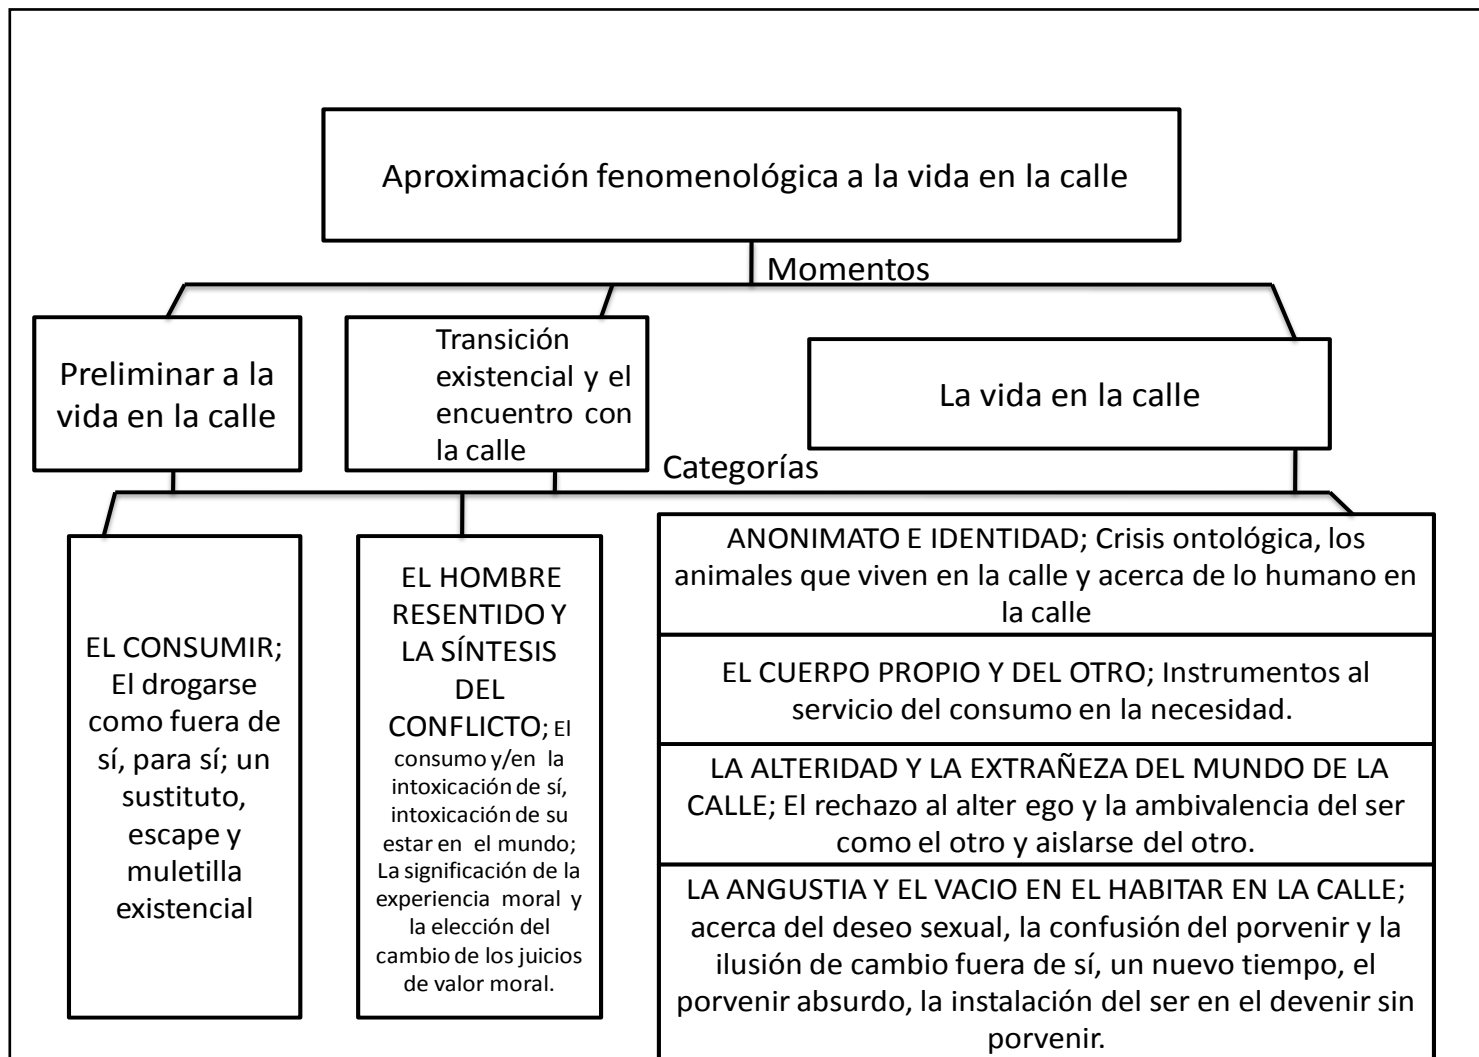 Aproximación fenomenológica a la vida en la calle
Momentos
Preliminar a la
vida en la calle
Transición
existencial y el
encuentro con
la calle
La vida en la calle
Categorías
EL CONSUMIR;
El drogarse
como fuera de
sí, para sí; un
sustituto,
escape y
muletilla
existencial
EL HOMBRE
RESENTIDO Y
LA SÍNTESIS
DEL
CONFLICTO; El
consumo y/en la
intoxicación de sí,
intoxicación de su
estar en el mundo;
La significación de la
experiencia moral y
la elección del
cambio de los juicios
de valor moral.
ANONIMATO E IDENTIDAD; Crisis ontológica, los
animales que viven en la calle y acerca de lo humano en
la calle
EL CUERPO PROPIO Y DEL OTRO; Instrumentos al
servicio del consumo en la necesidad.
LA ALTERIDAD Y LA EXTRAÑEZA DEL MUNDO DE LA
CALLE; El rechazo al alter ego y la ambivalencia del ser
como el otro y aislarse del otro.
LA ANGUSTIA Y EL VACIO EN EL HABITAR EN LA CALLE;
acerca del deseo sexual, la confusión del porvenir y la
ilusión de cambio fuera de sí, un nuevo tiempo, el
porvenir absurdo, la instalación del ser en el devenir sin
porvenir.